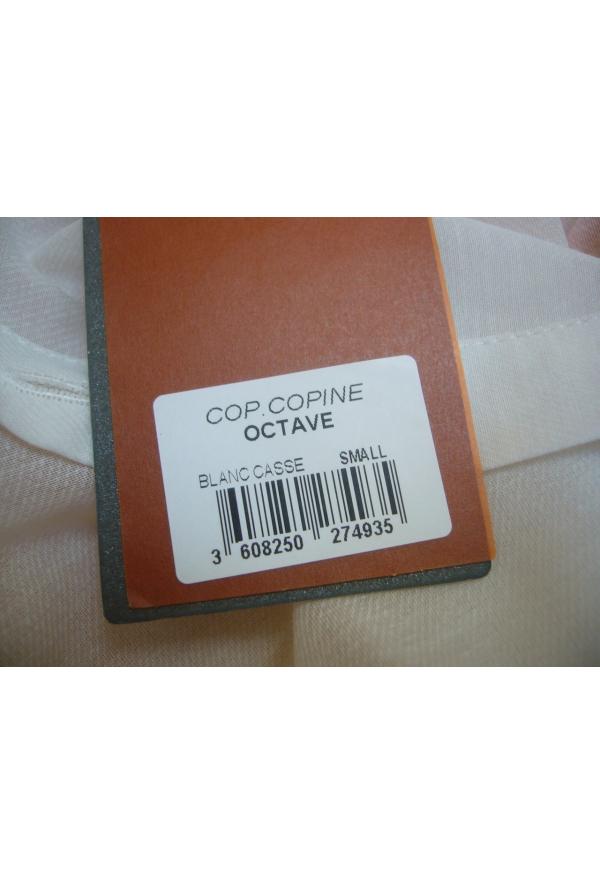 COP.COPINE
OCTAVE
BLANC CASSE SMALL
3 608250 274935